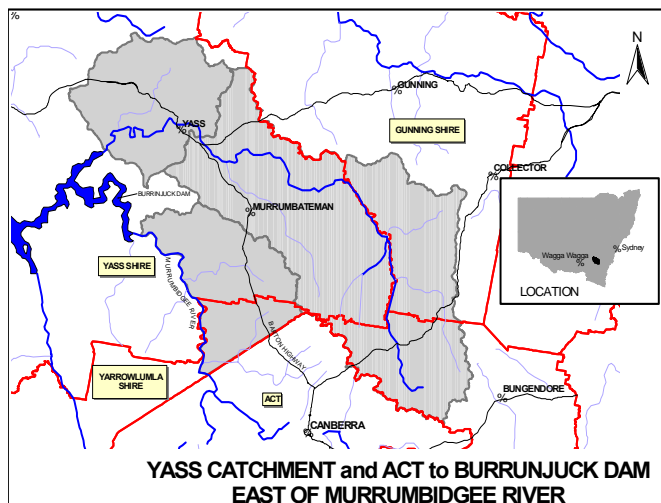 %
N
GUNNING
%
YASS
%
GUNNING SHIRE
COLLECTOR
%
BURRINJUCK DAM
MURRUMBATEMAN
%
Sydney
%
Wagga Wagga
%
LOCATION
YASS SHIRE
MURRUMBIDGEE RIVER
BARTON HIGHWAY
YARROWLUMLA
SHIRE
ACT
BUNGENDORE
%
CANBERRA
%
YASS CATCHMENT and ACT to BURRUNJUCK DAM
EAST OF MURRUMBIDGEE RIVER